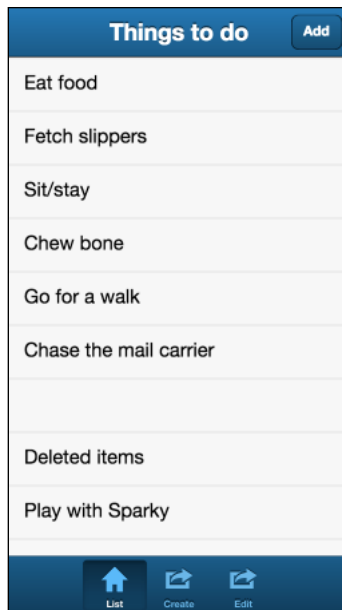 Things to do
Add
Eat food
Fetch slippers
Sit/stay
Chew bone
Go for a walk
Chase the mail carrier
Deleted items
Play with Sparky
List
Create
Edit